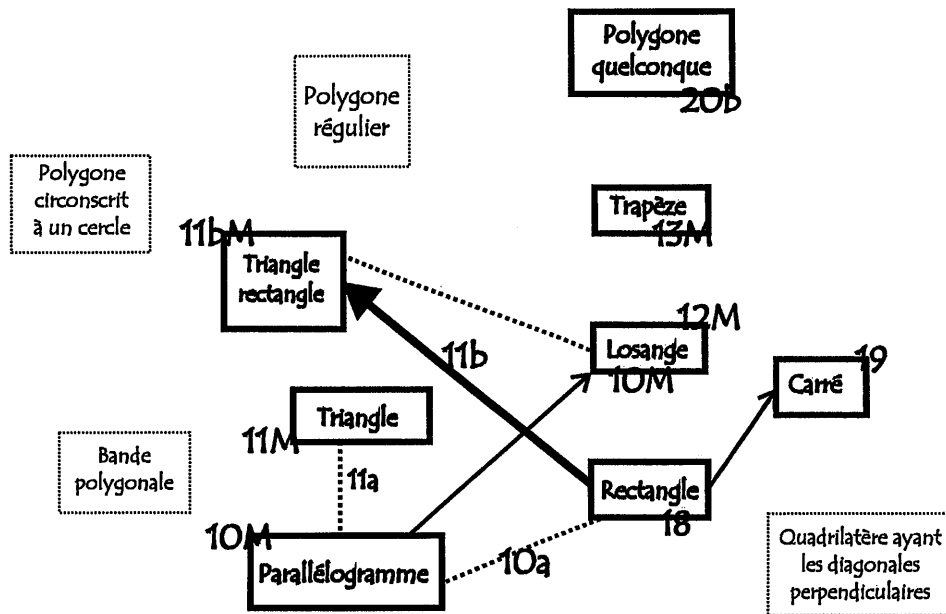 Polygone
quelconque
20b
Polygone
régulier
Polygone
circonscrit
à un cercle
Trapèze
13M
11bM
Triangle
rectangle
12M
Losange
10M
11b
19
Carré
Triangle
11M
11a
Bande
polygonale
Rectangle
18
10M
Parallélogramme
10a
Quadrilatère ayant
les diagonales
perpendiculaires